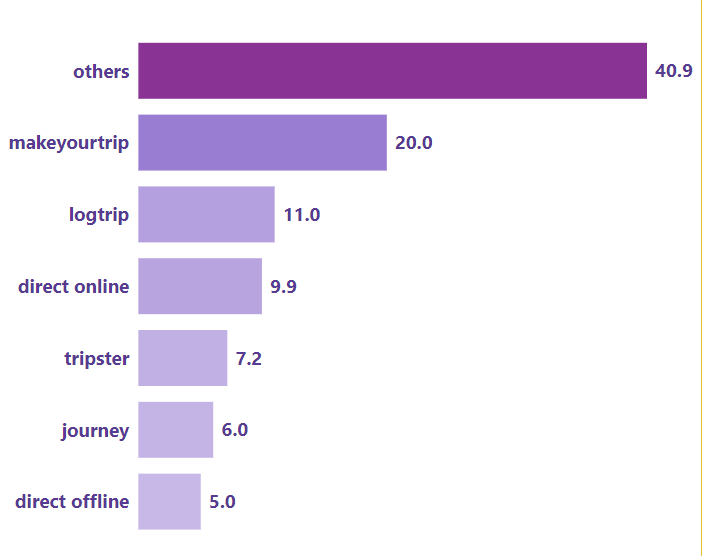 others 40.9
makeyourtrip 20.0
logtrip 11.0
direct online 9.9
tripster 7.2
journey 6.0
direct offline 5.0